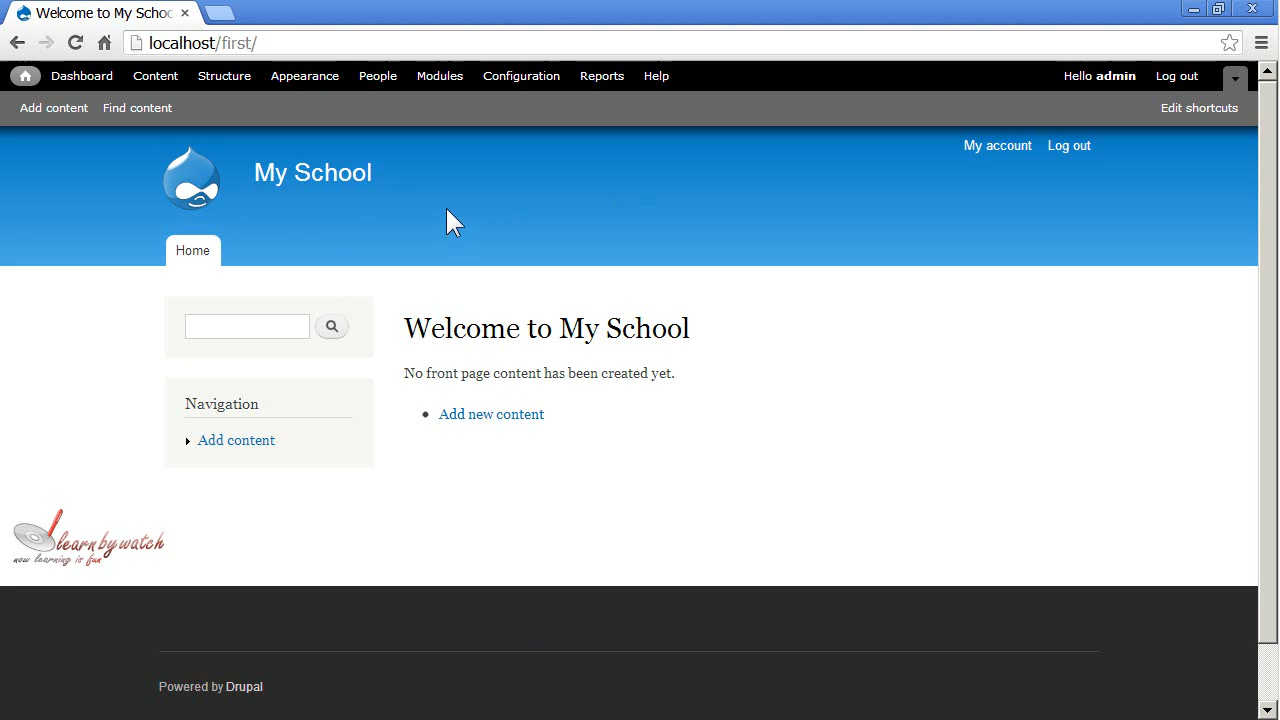 Welcome to My Schoo
localhost/first/
Dashboard Content Structure Appearance People Modules Configuration Reports Help Hello admin Log out
Add content Find content Edit shortcuts
My account Log out
My School
Home
Welcome to My School
No front page content has been created yet.
Add new content
Navigation
Add content
learnbywatch
now learning is fun
Powered by Drupal